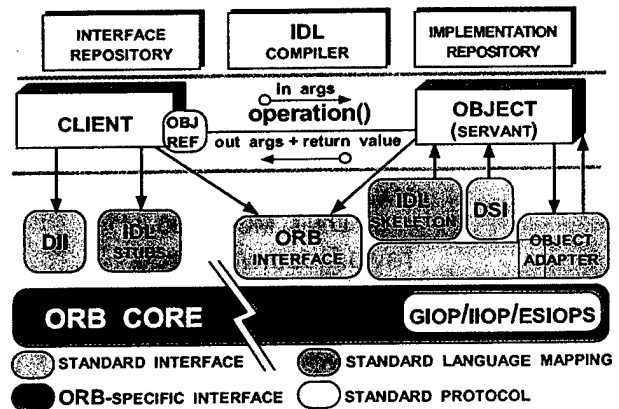 INTERFACE
REPOSITORY
IDL
COMPILER
IMPLEMENTATION
REPOSITORY
in args
operation()
out args + return value
CLIENT
OBJ
REF
OBJECT
(SERVANT)
DII
IDL
STUBS
ORB
INTERFACE
IDL
SKELETON
DSI
OBJECT
ADAPTER
ORB CORE
GIOP/IIOP/ESIOPS
STANDARD INTERFACE
STANDARD LANGUAGE MAPPING
ORB-SPECIFIC INTERFACE
STANDARD PROTOCOL